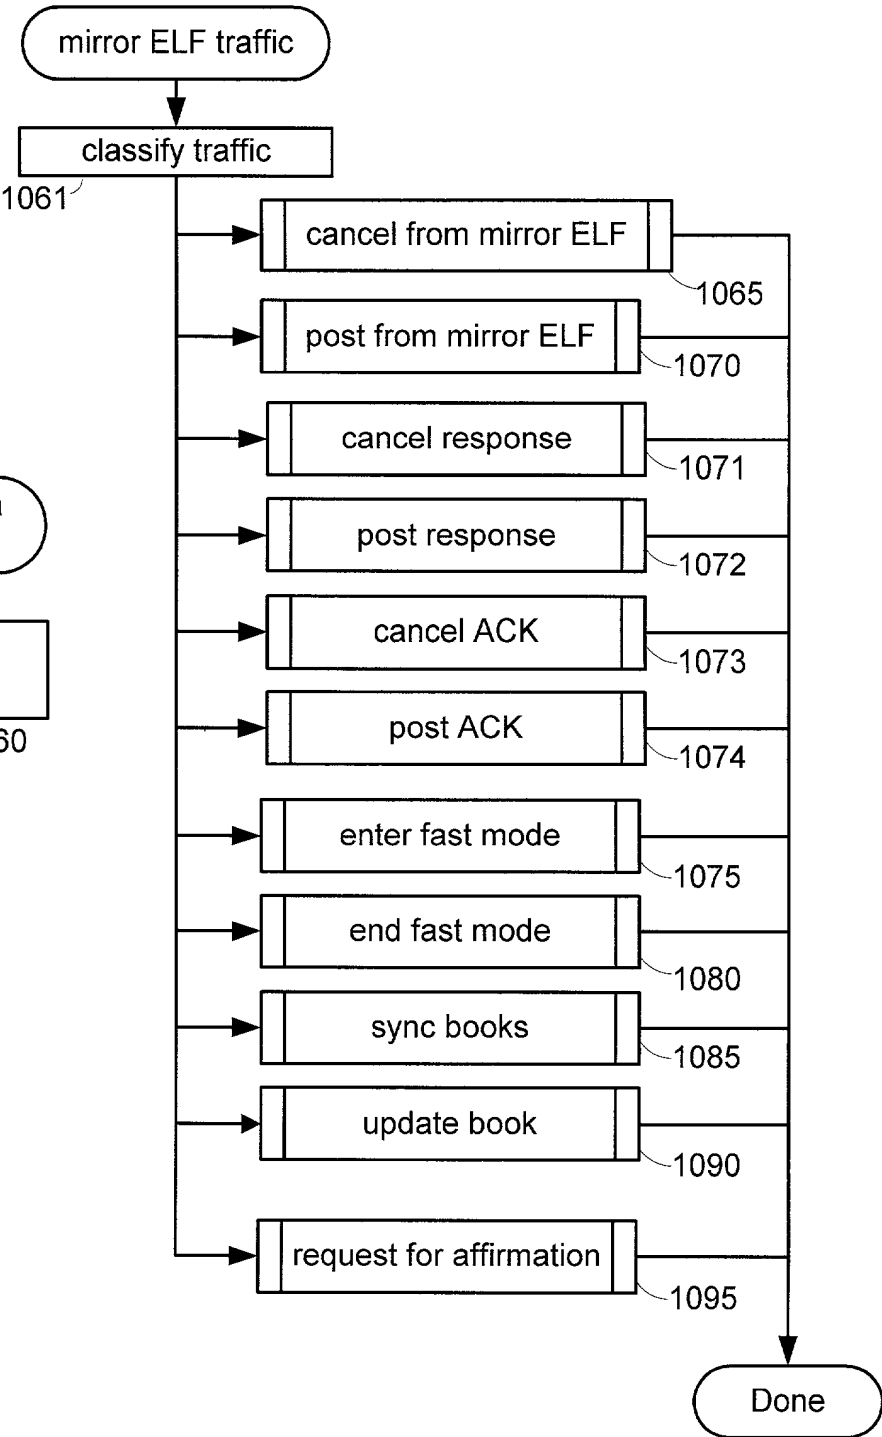 mirror ELF traffic
classify traffic
1061
cancel from mirror ELF
1065
post from mirror ELF
1070
cancel response
1071
post response
1072
cancel ACK
1073
post ACK
1074
60
enter fast mode
1075
end fast mode
1080
sync books
1085
update book
1090
request for affirmation
1095
Done